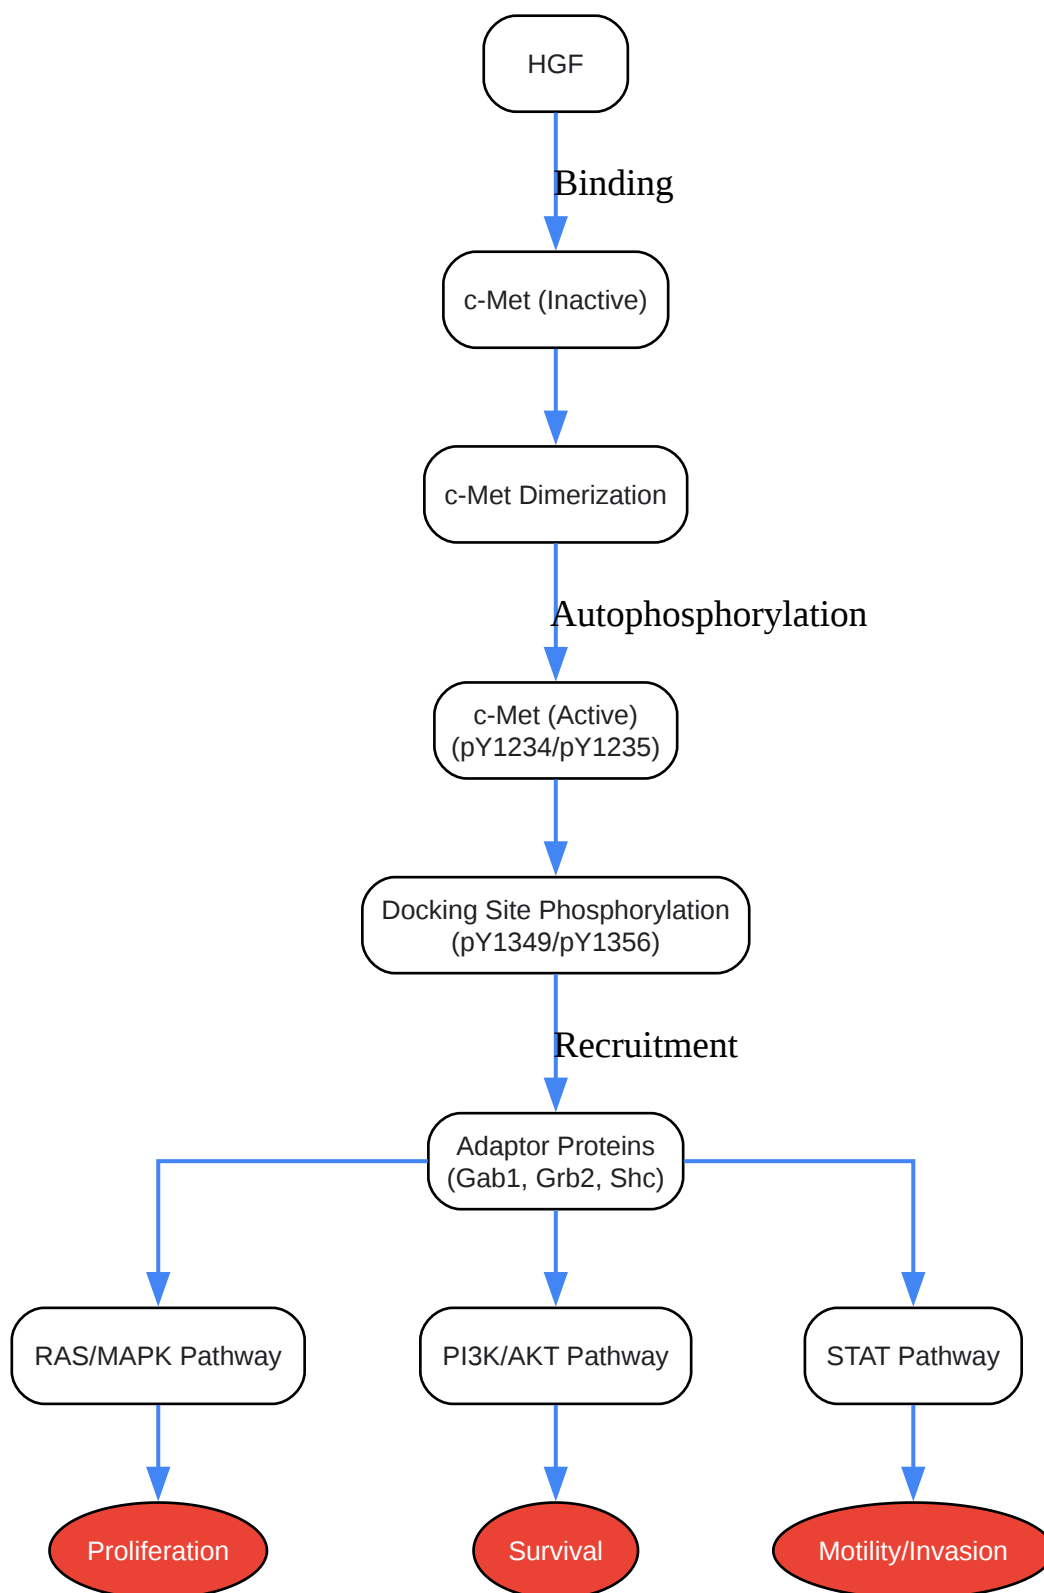 HGF
Binding
c-Met (Inactive)
c-Met Dimerization
Autophosphorylation
c-Met (Active)
(pY1234/pY1235)
Docking Site Phosphorylation
(pY1349/pY1356)
Recruitment
Adaptor Proteins
(Gab1, Grb2, Shc)
RAS/MAPK Pathway
PI3K/AKT Pathway
STAT Pathway
Proliferation
Survival
Motility/Invasion